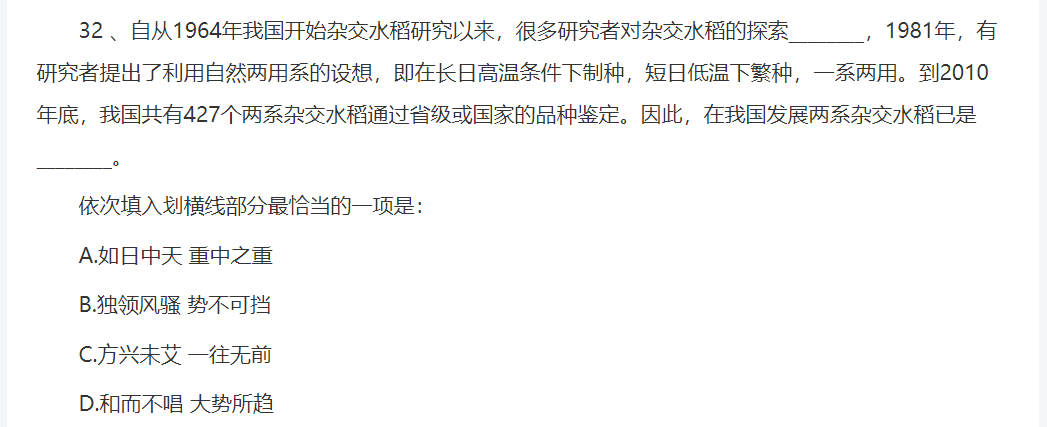 32 、自从1964年我国开始杂交水稻研究以来，很多研究者对杂交水稻的探索________，1981年，有
研究者提出了利用自然两用系的设想，即在长日高温条件下制种，短日低温下繁种，一系两用。到2010
年底，我国共有427个两系杂交水稻通过省级或国家的品种鉴定。因此，在我国发展两系杂交水稻已是
________。
依次填入划横线部分最恰当的一项是：
A.如日中天 重中之重
B.独领风骚 势不可挡
C.方兴未艾 一往无前
D.和而不唱 大势所趋